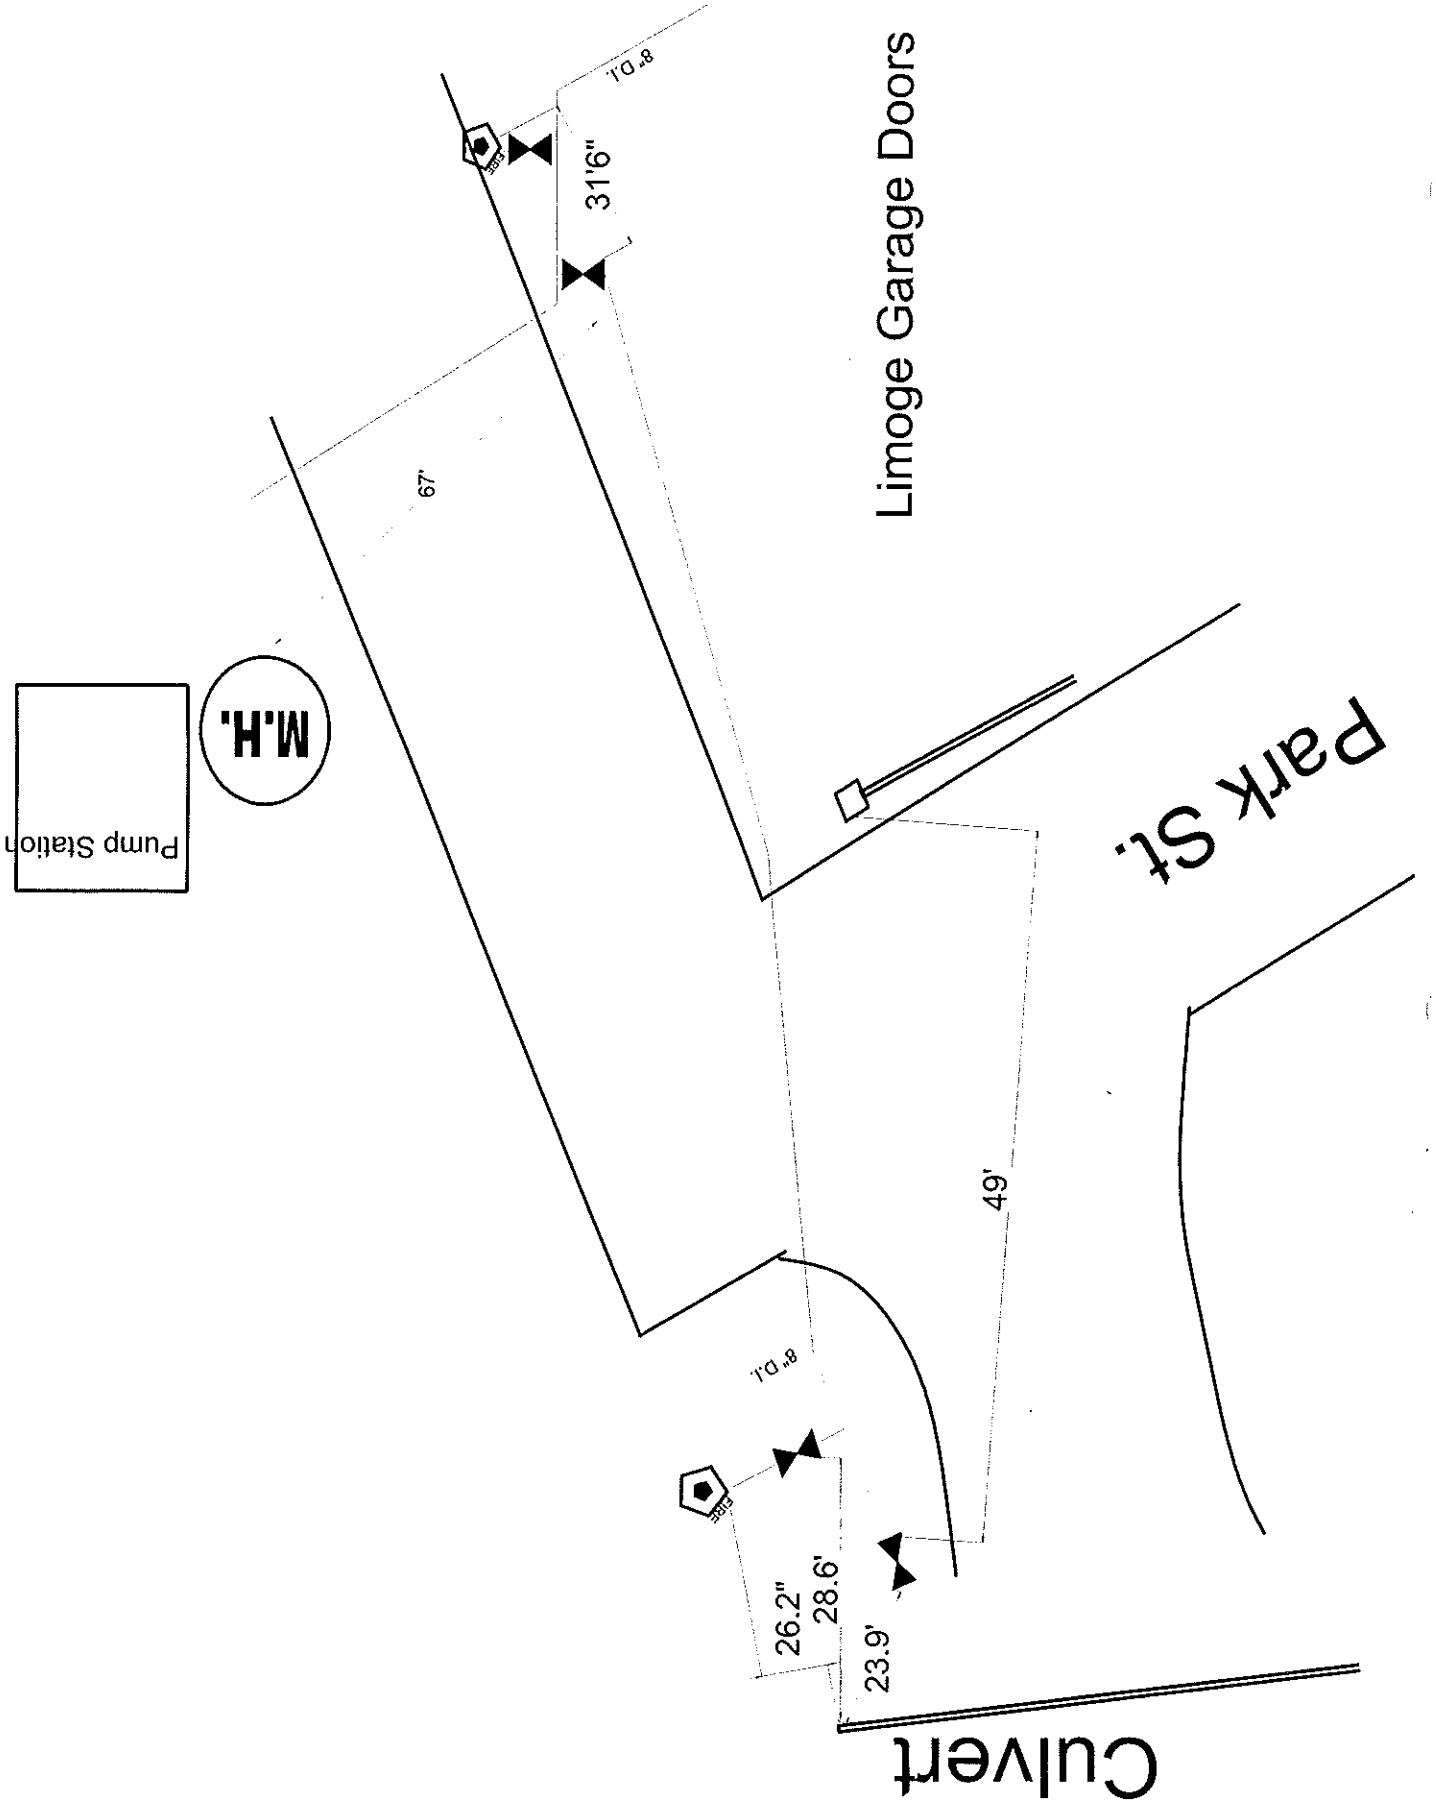 8" D.I.
FIRE
31'6"
Limoge Garage Doors
67'
M.H.
Pump Station
Park St.
49'
8" D.I.
FIRE
26.2"
28.6'
23.9'
Culvert